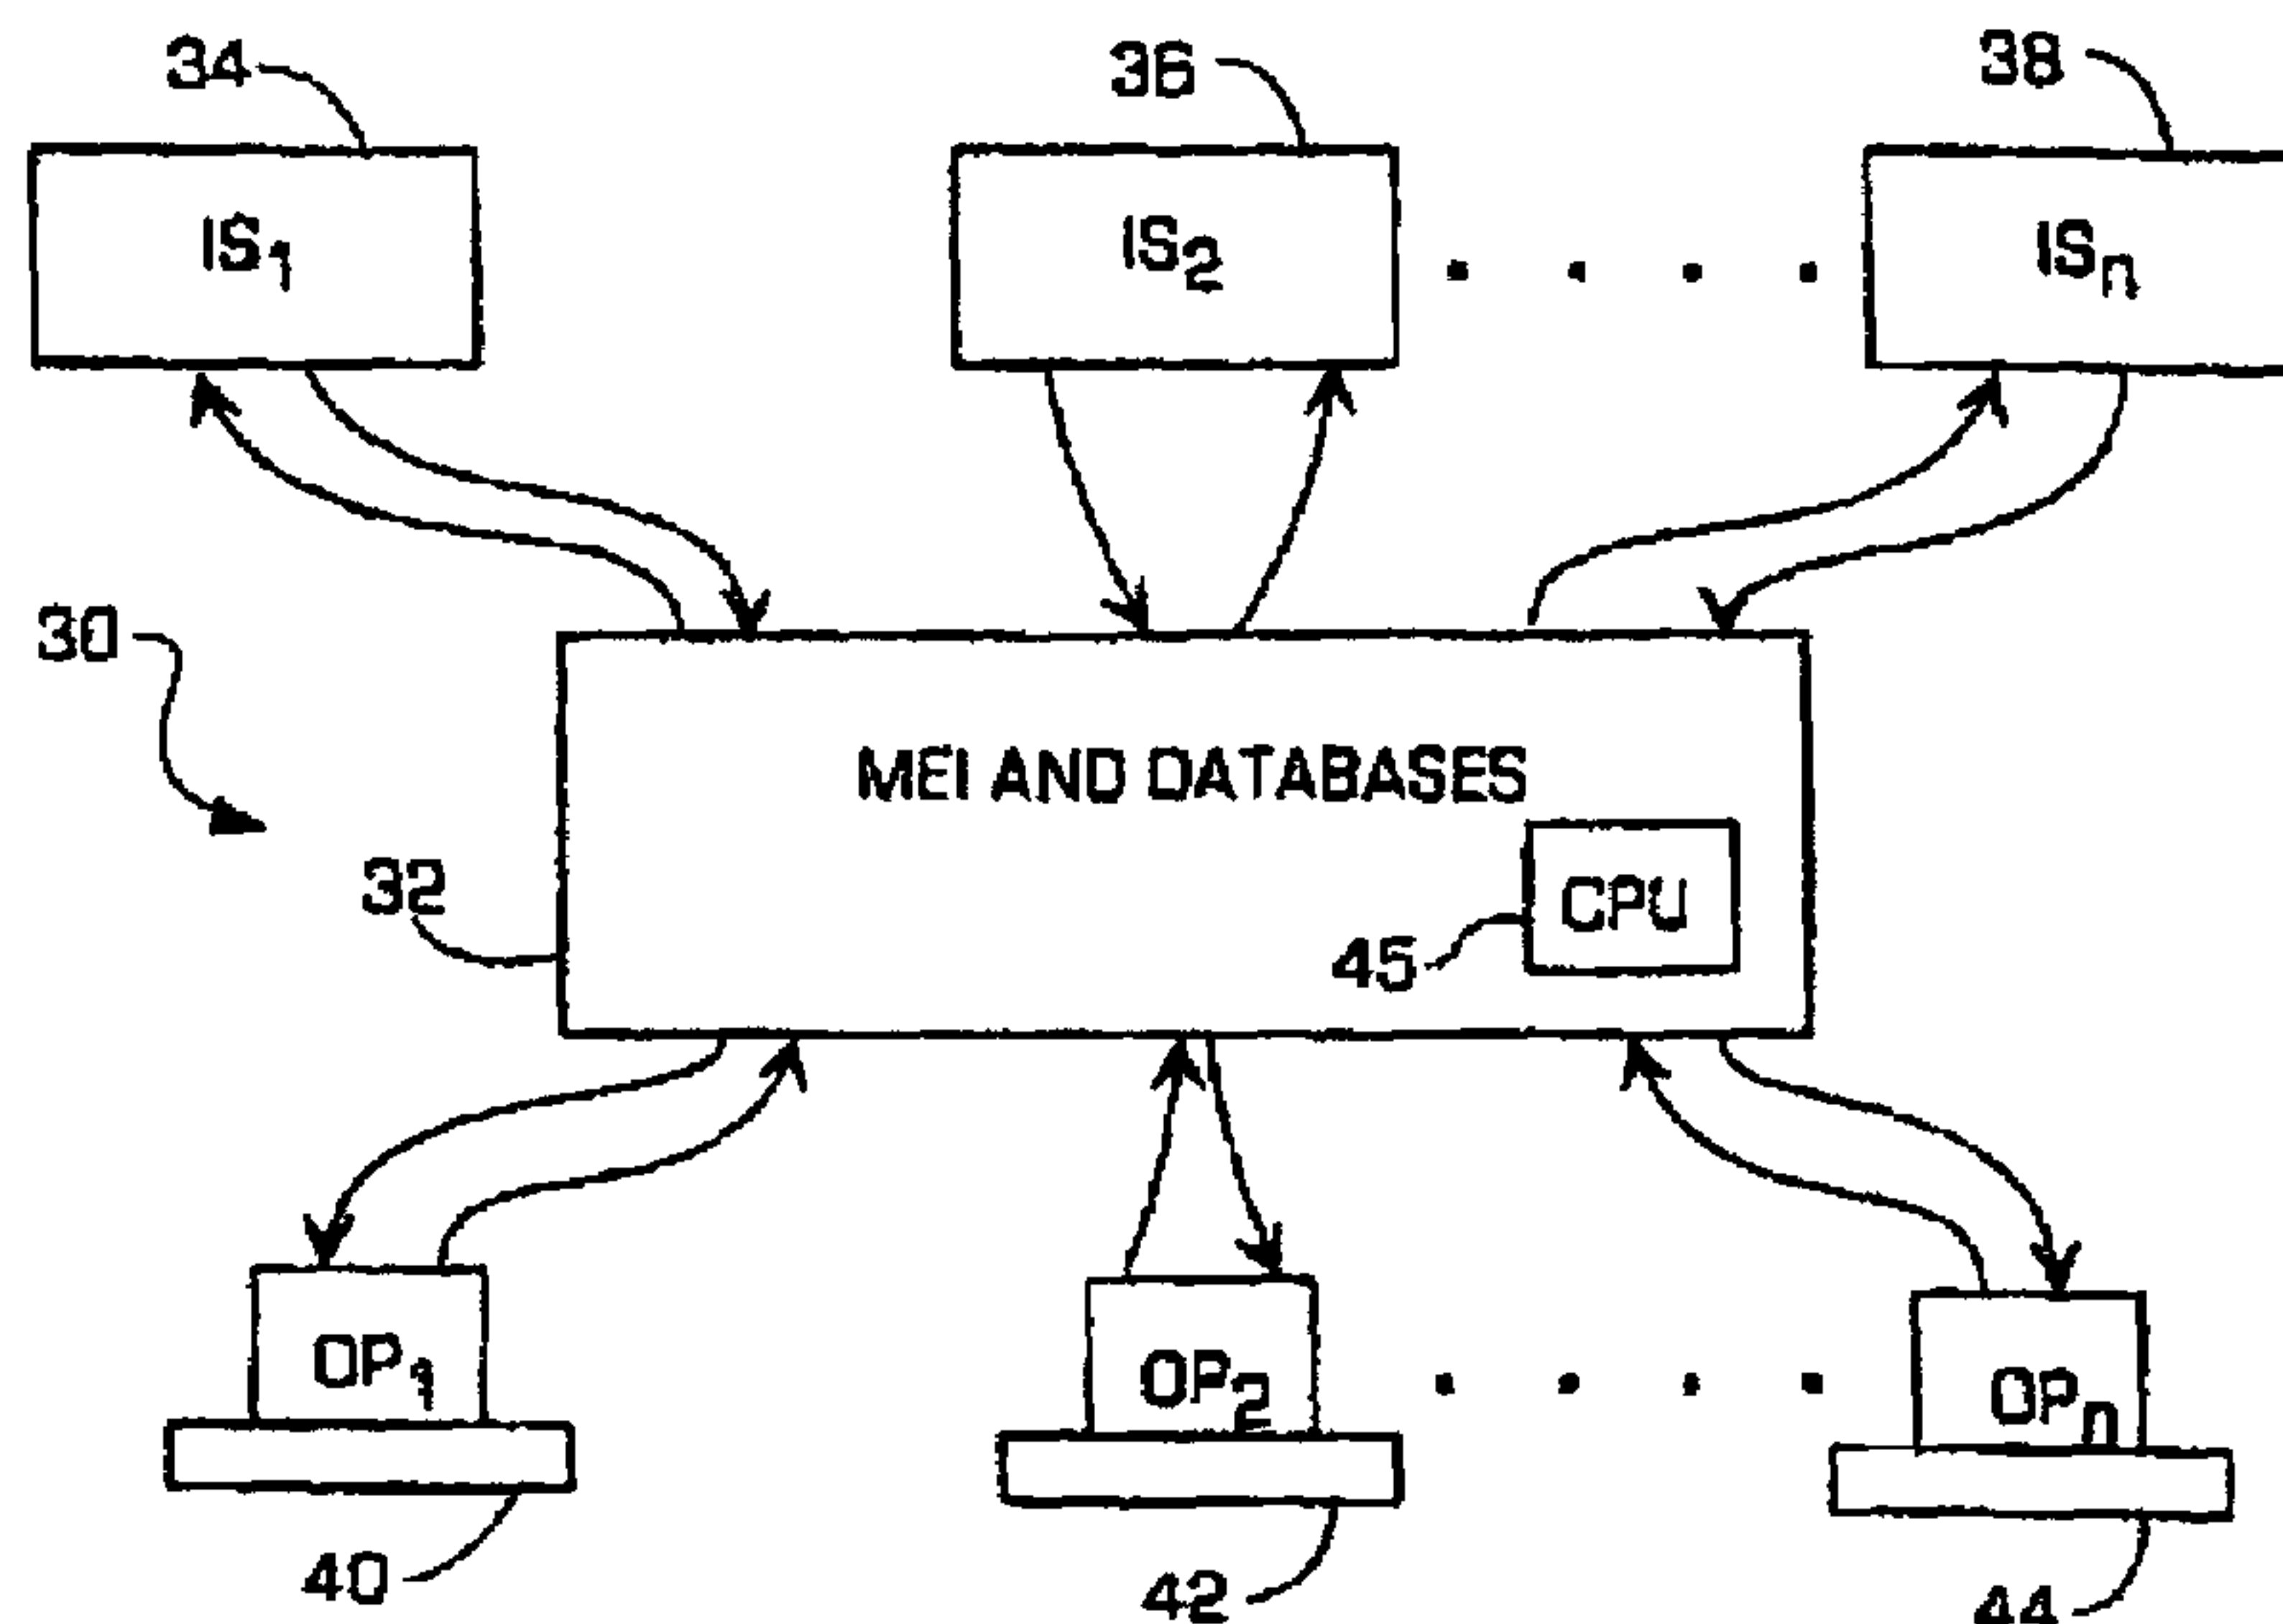 34
36
38
IS1
IS2
ISn
30
MEI AND DATABASES
32
CPU
45
OP1
OP2
OPn
40
42
44